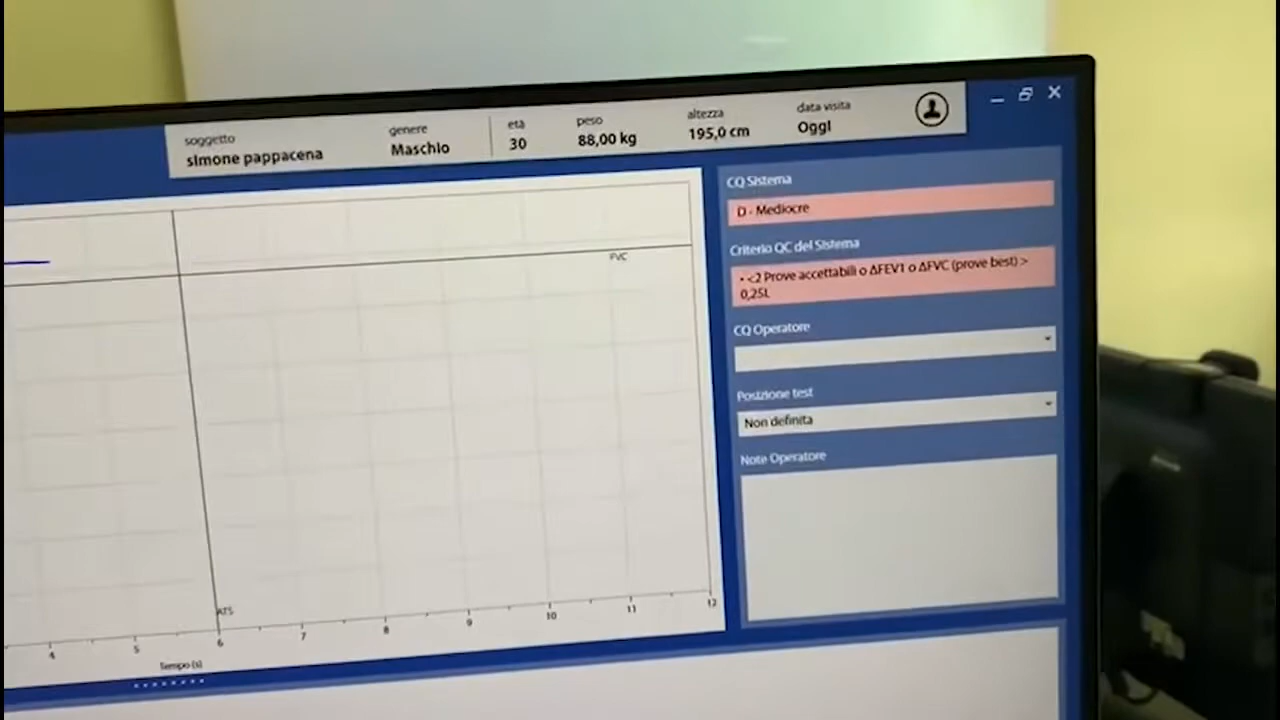 soggetto
simone pappacena
genere
Maschio
età
30
peso
88,00 kg
altezza
195,0 cm
data visita
Oggi
CQ Sistema
D - Mediocre
Criterio QC del Sistema
• <2 Prove accettabili o ΔFEV1 o ΔFVC (prove best) >
0,25L
CQ Operatore
Posizione test
Non definita
Note Operatore
FVC
ATS
4 5 6 7 8 9 10 11 12
Tempo (s)